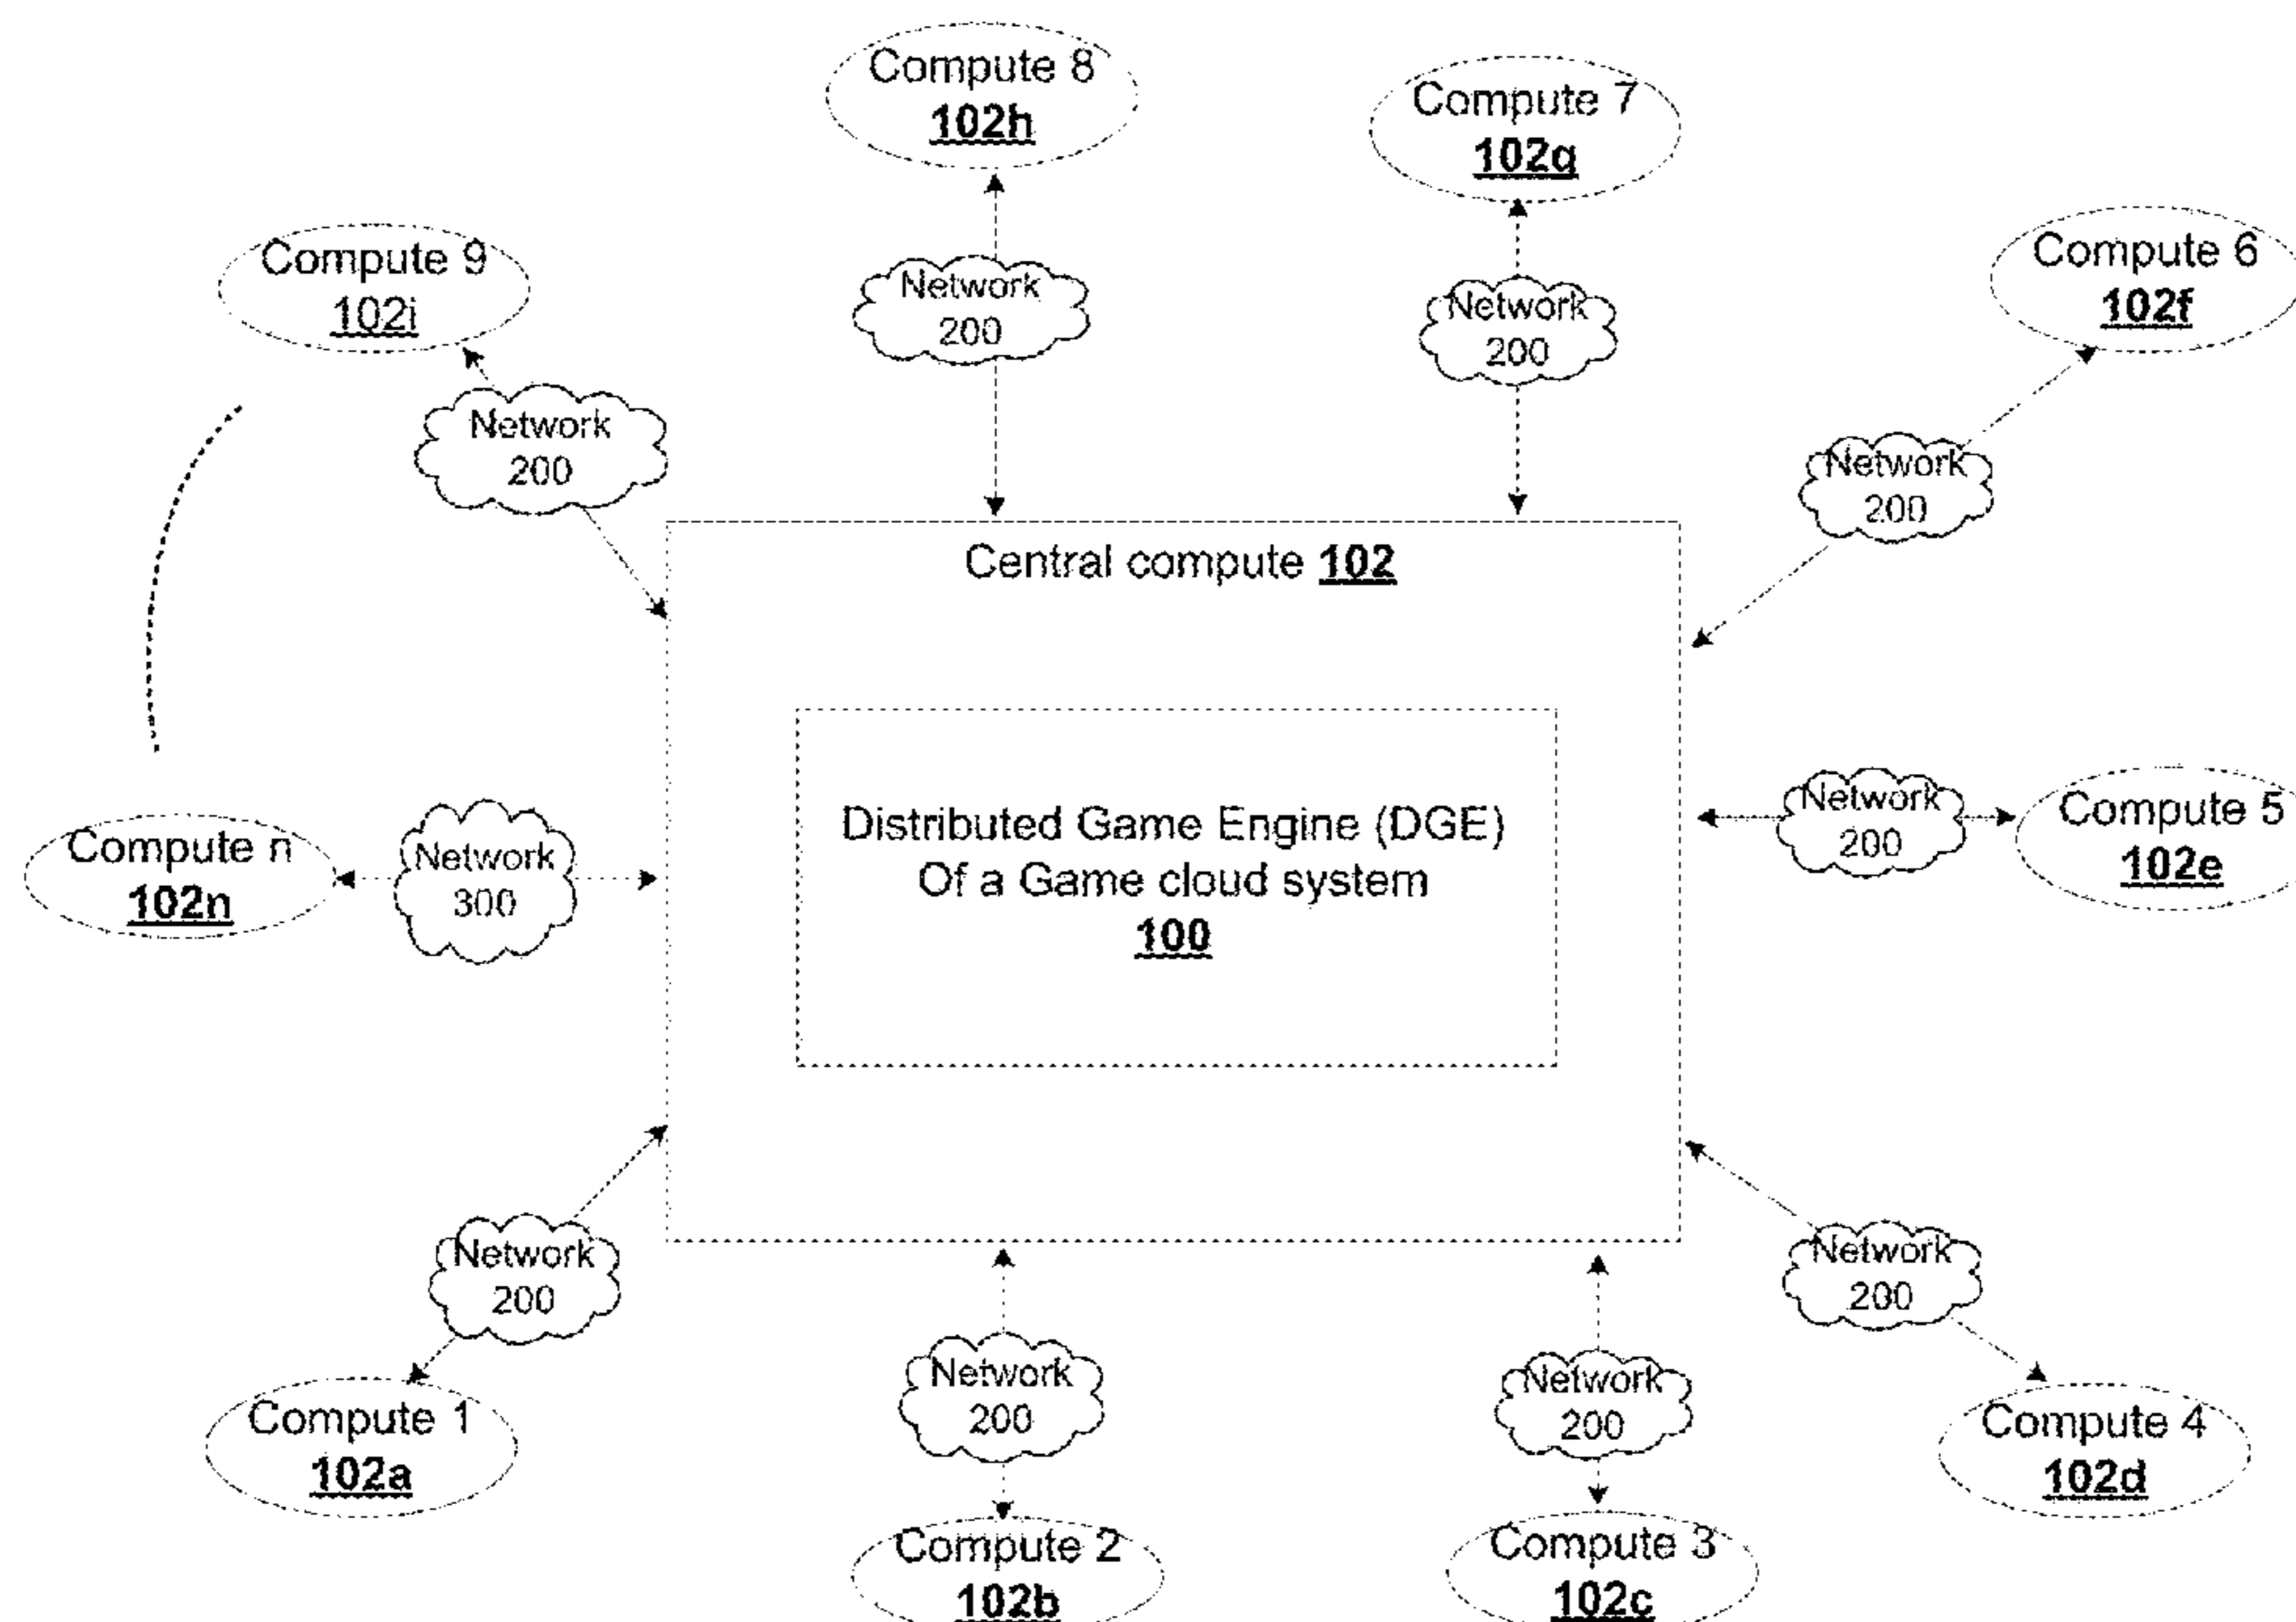 Compute 8
102h
Compute 7
102g
Compute 9
102i
Network
200
Network
200
Compute 6
102f
Network
200
Network
200
Central compute 102
Distributed Game Engine (DGE)
Of a Game cloud system
100
Network
200
Compute 5
102e
Compute n
102n
Network
300
Network
200
Compute 1
102a
Network
200
Compute 2
102b
Network
200
Compute 3
102c
Network
200
Compute 4
102d